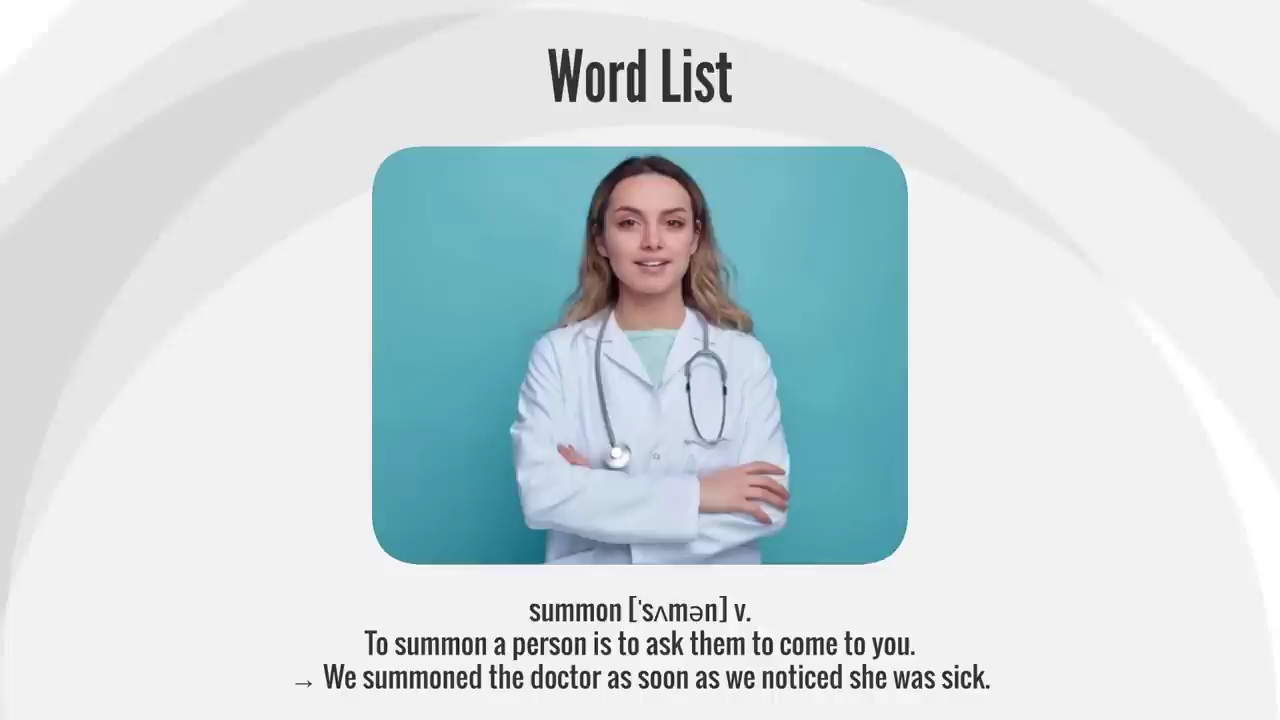 Word List
summon [ˈsʌmən] v.
To summon a person is to ask them to come to you.
→ We summoned the doctor as soon as we noticed she was sick.